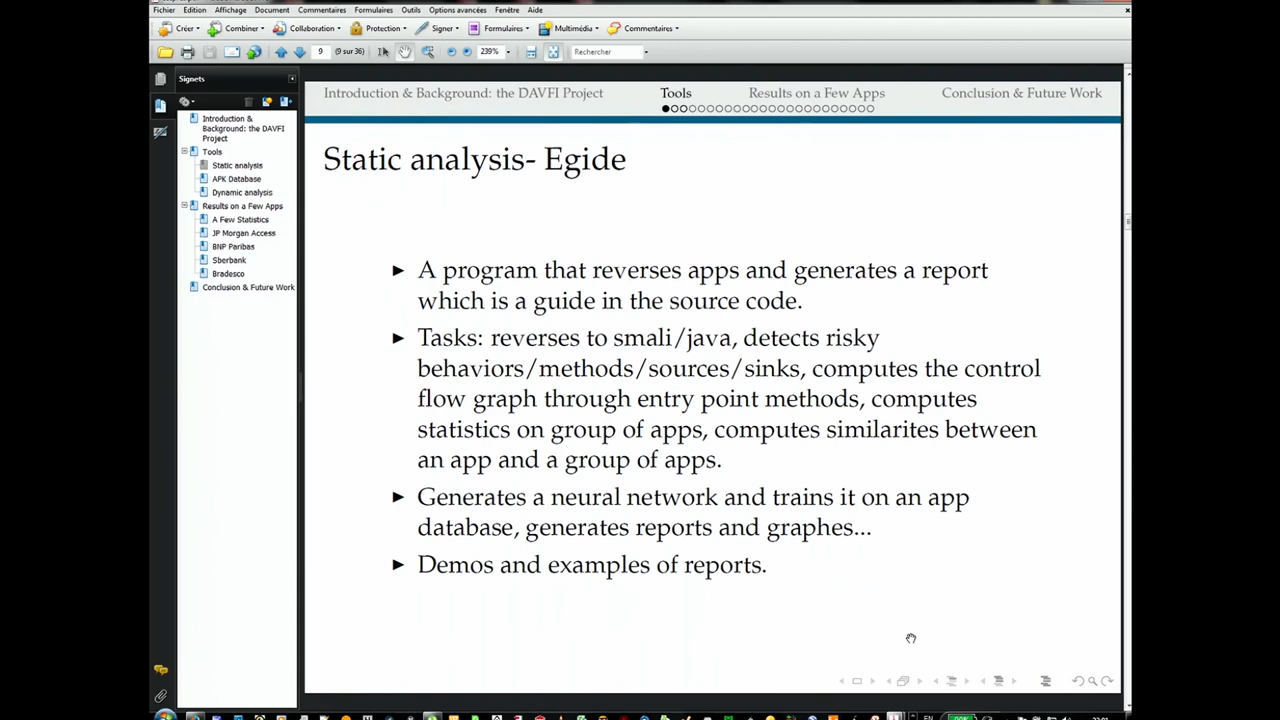 Fichier Edition Affichage Document Commentaires Formulaires Outils Options avancées Fenêtre Aide
Créer Combiner Collaboration Protection Signer Formulaires Multimédia Commentaires
9 (9 sur 36) 239% Rechercher
Signets
Introduction &
Background: the DAVFI
Project
Tools
Static analysis
APK Database
Dynamic analysis
Results on a Few Apps
A Few Statistics
JP Morgan Access
BNP Paribas
Sberbank
Bradesco
Conclusion & Future Work
Introduction & Background: the DAVFI Project Tools Results on a Few Apps Conclusion & Future Work
Static analysis- Egide
A program that reverses apps and generates a report
which is a guide in the source code.
Tasks: reverses to smali/java, detects risky
behaviors/methods/sources/sinks, computes the control
flow graph through entry point methods, computes
statistics on group of apps, computes similarites between
an app and a group of apps.
Generates a neural network and trains it on an app
database, generates reports and graphes...
Demos and examples of reports.